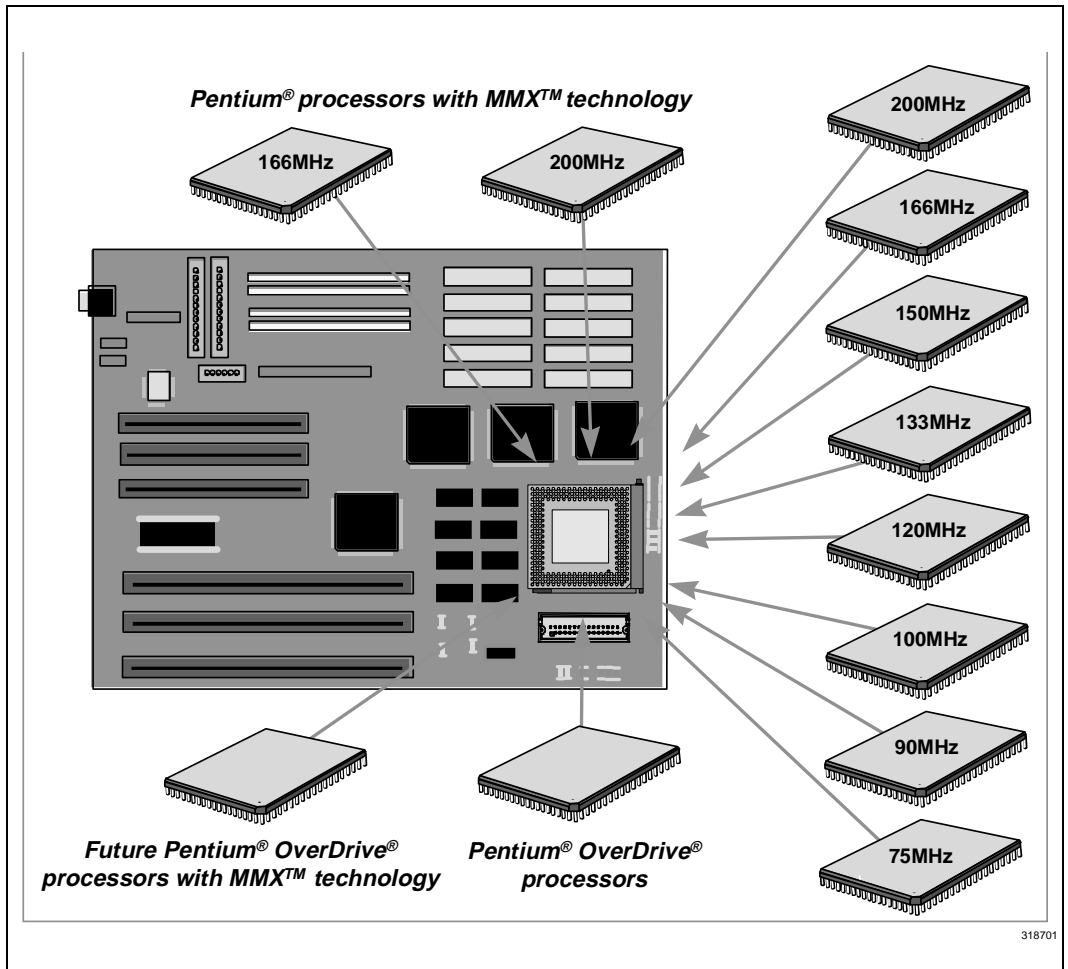 Pentium® processors with MMX™ technology
166MHz
200MHz
200MHz
166MHz
150MHz
133MHz
120MHz
100MHz
90MHz
75MHz
Future Pentium® OverDrive®
processors with MMX™ technology
Pentium® OverDrive®
processors
318701